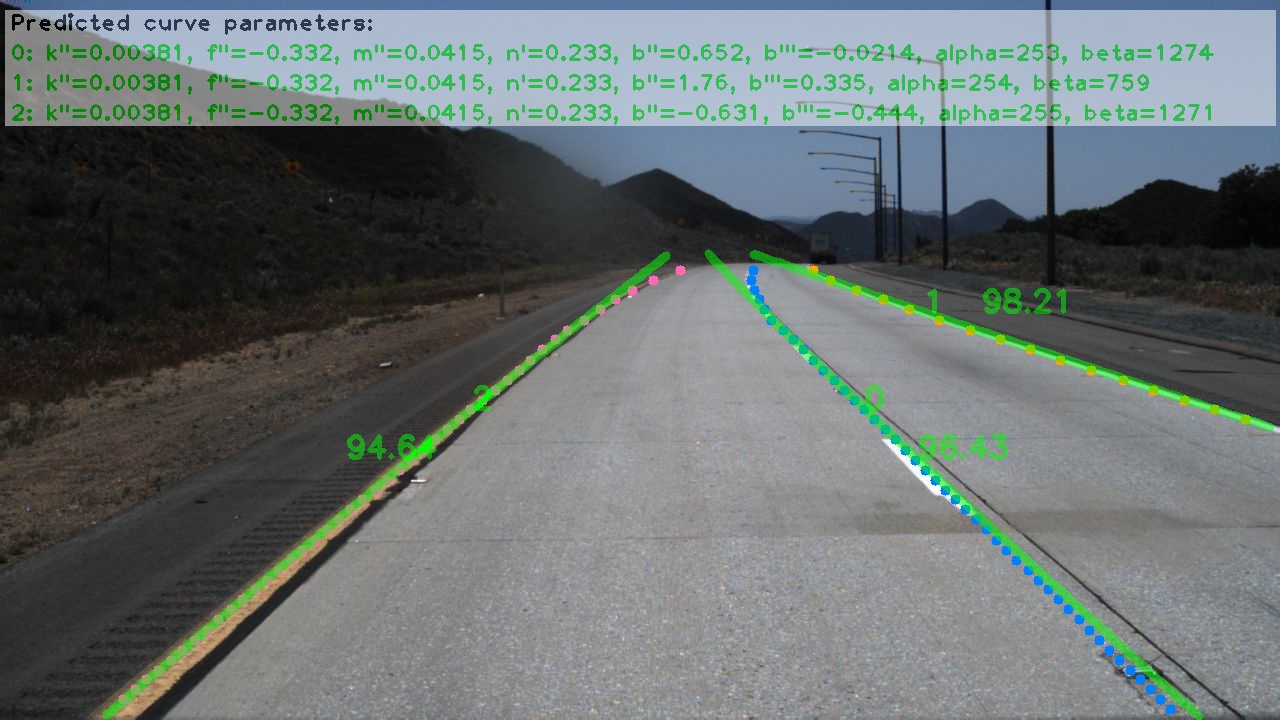 Predicted curve parameters:
0: k''=0.00381, f''=−0.332, m''=0.0415, n'=0.233, b''=0.652, b'''=−0.0214, alpha=253, beta=1274
1: k''=0.00381, f''=−0.332, m''=0.0415, n'=0.233, b''=1.76, b'''=0.335, alpha=254, beta=759
2: k''=0.00381, f''=−0.332, m''=0.0415, n'=0.233, b''=−0.631, b'''=−0.444, alpha=255, beta=1271
1 98.21
2
0
94.64
96.43